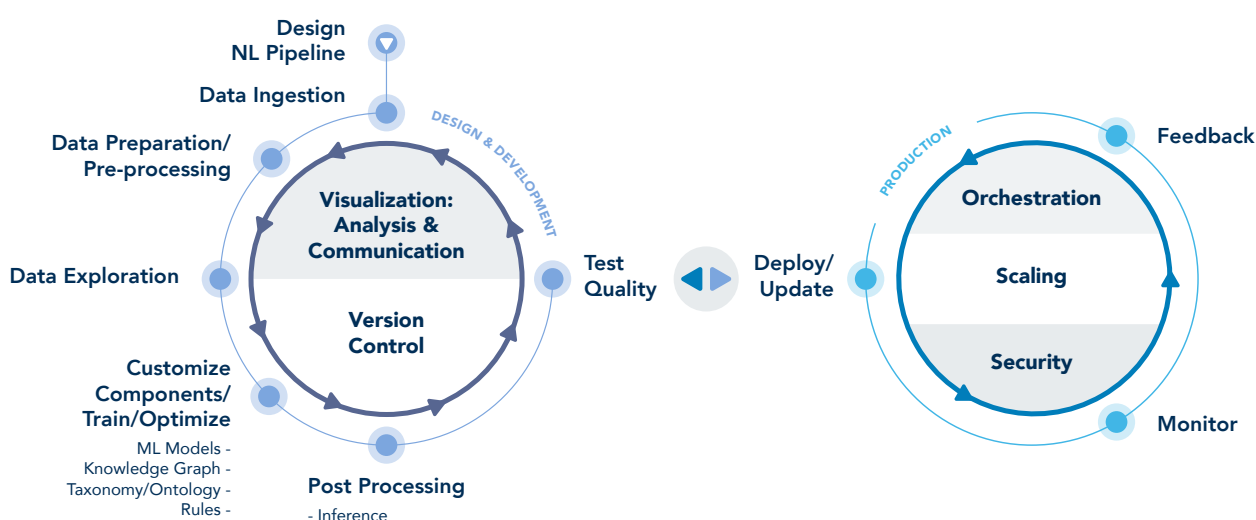 Design
NL Pipeline
Data Ingestion
DESIGN & DEVELOPMENT
Data Preparation/
Pre-processing
Visualization:
Analysis &
Communication
Data Exploration
Test
Quality
Version
Control
Customize
Components/
Train/Optimize
ML Models -
Knowledge Graph -
Taxonomy/Ontology -
Rules -
Post Processing
- Inference
PRODUCTION
Feedback
Orchestration
Deploy/
Update
Scaling
Security
Monitor